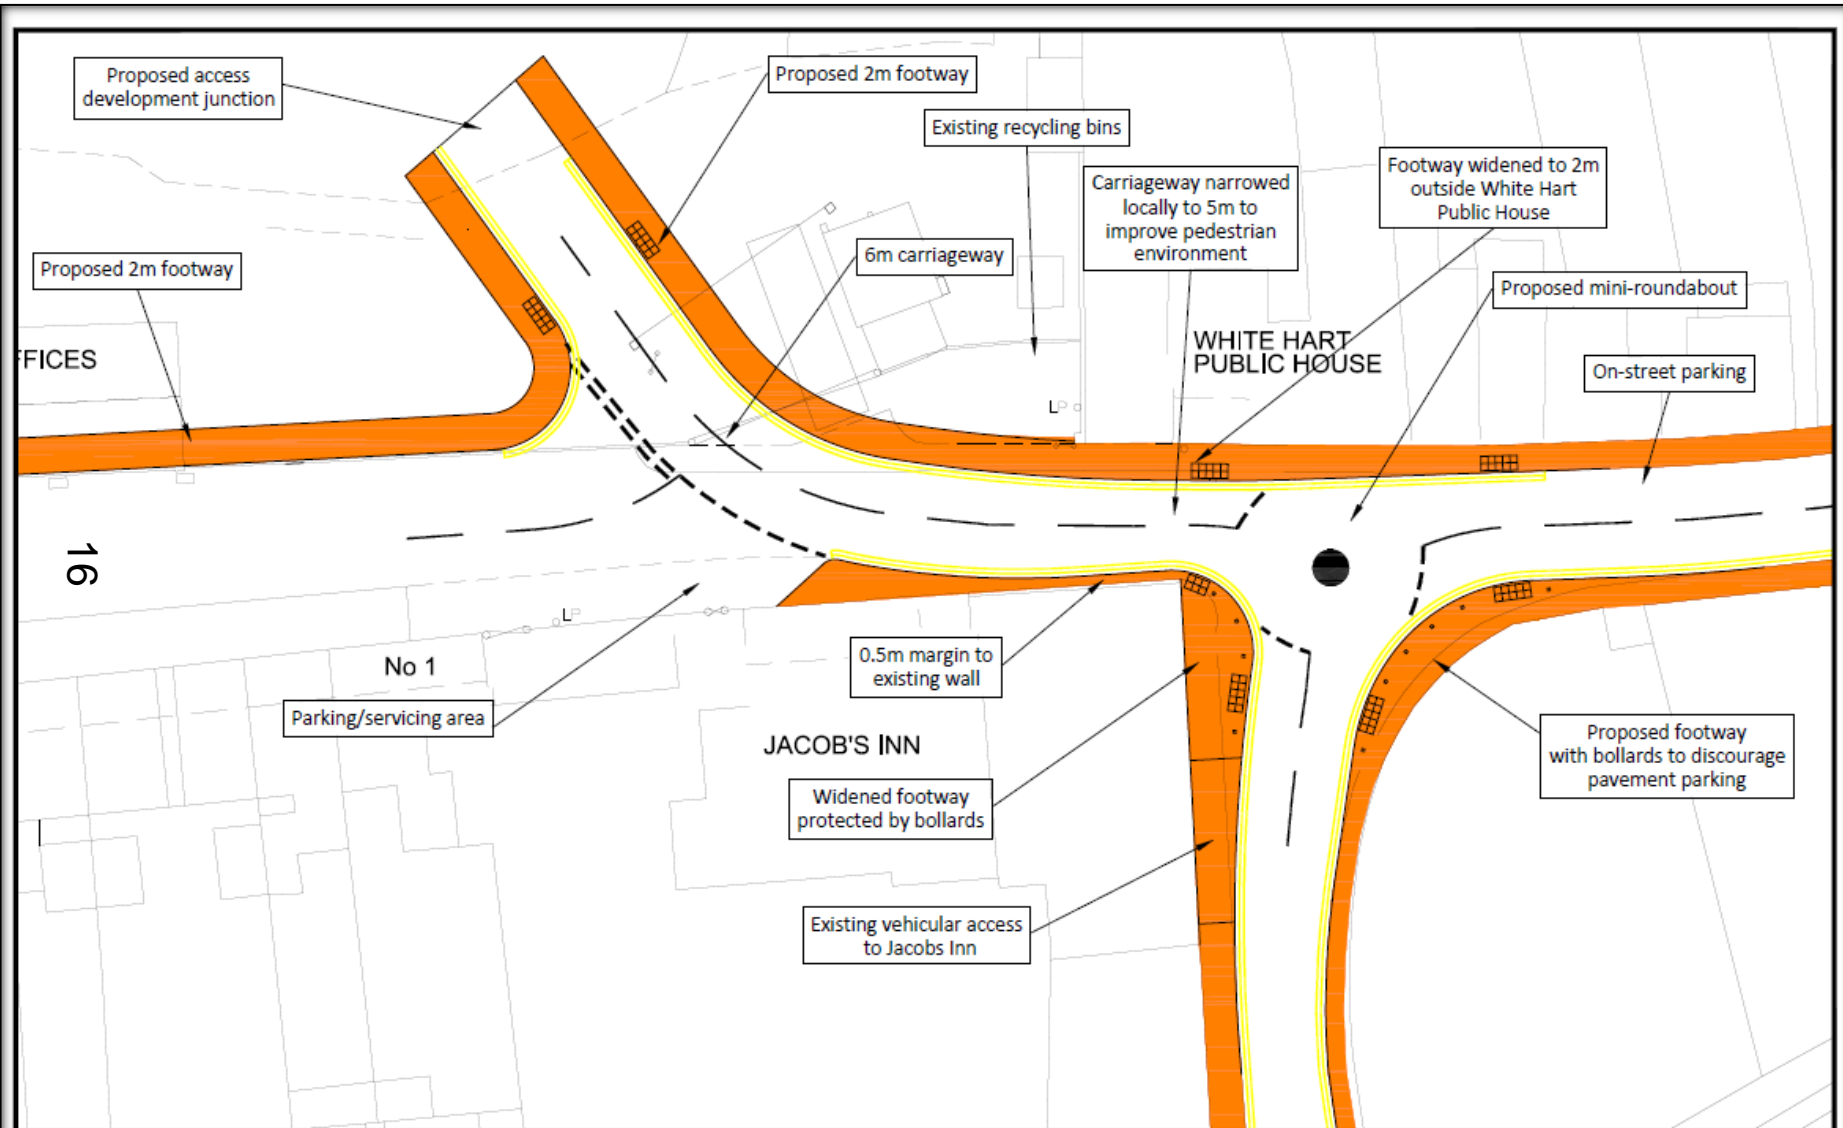 Proposed access
development junction
Proposed 2m footway
Existing recycling bins
Carriageway narrowed
locally to 5m to
improve pedestrian
environment
Footway widened to 2m
outside White Hart
Public House
Proposed 2m footway
6m carriageway
Proposed mini-roundabout
FFICES
WHITE HART
PUBLIC HOUSE
On-street parking
LP
16
LP
No 1
0.5m margin to
existing wall
Parking/servicing area
JACOB'S INN
Proposed footway
with bollards to discourage
pavement parking
Widened footway
protected by bollards
Existing vehicular access
to Jacobs Inn